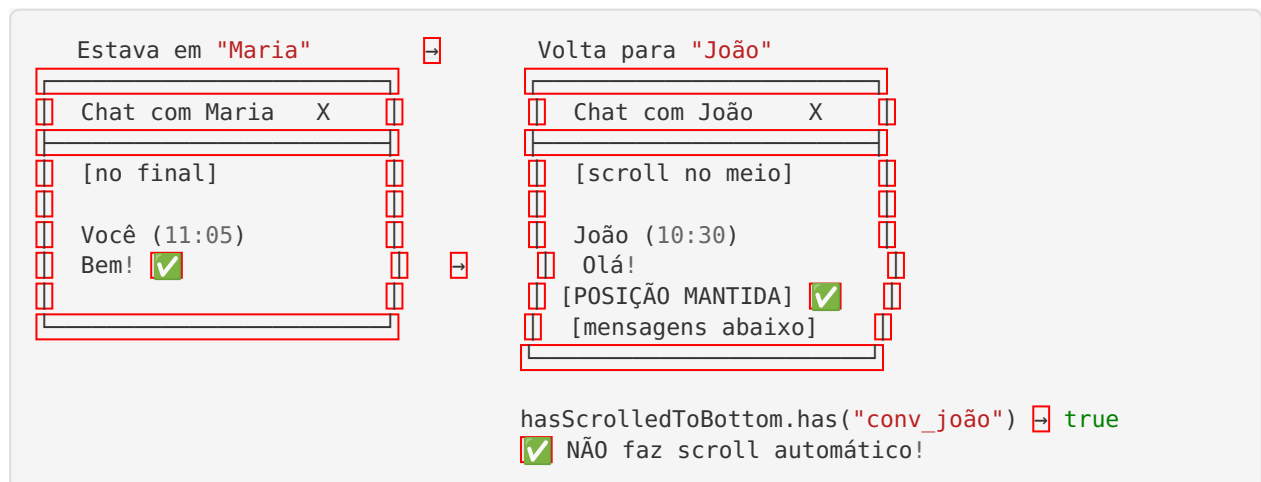 Estava em "Maria" → Volta para "João"
Chat com Maria X Chat com João X
[no final] [scroll no meio]
Você (11:05) João (10:30)
Bem! ✅ → Olá!
[POSIÇÃO MANTIDA] ✅
[mensagens abaixo]
hasScrolledToBottom.has("conv_joão") → true
✅ NÃO faz scroll automático!